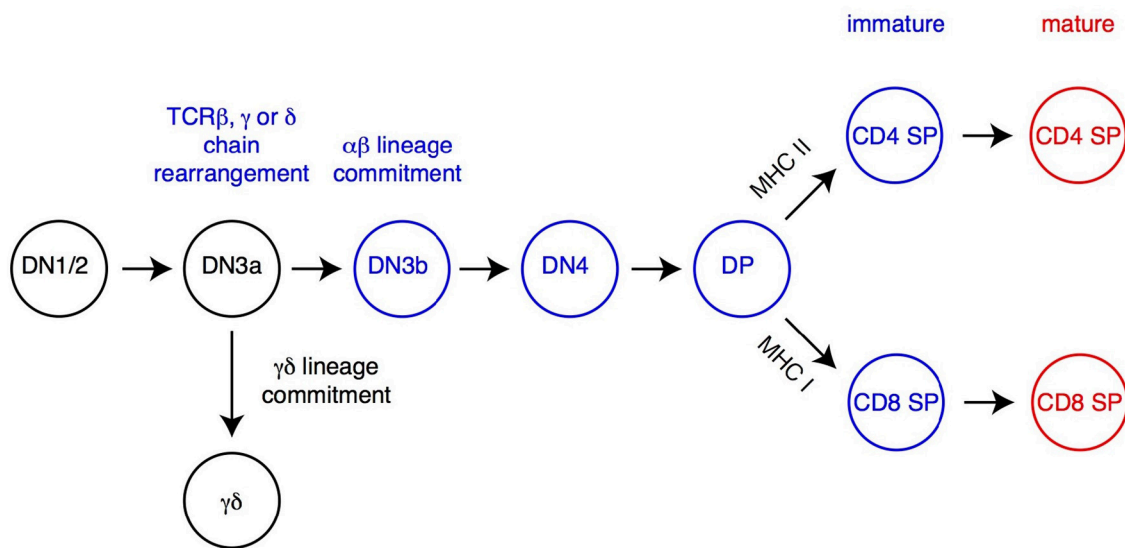 immature
mature
TCRβ, γ or δ
chain
rearrangement
αβ lineage
commitment
CD4 SP
CD4 SP
MHC II
DN1/2
DN3a
DN3b
DN4
DP
MHC I
γδ lineage
commitment
CD8 SP
CD8 SP
γδ